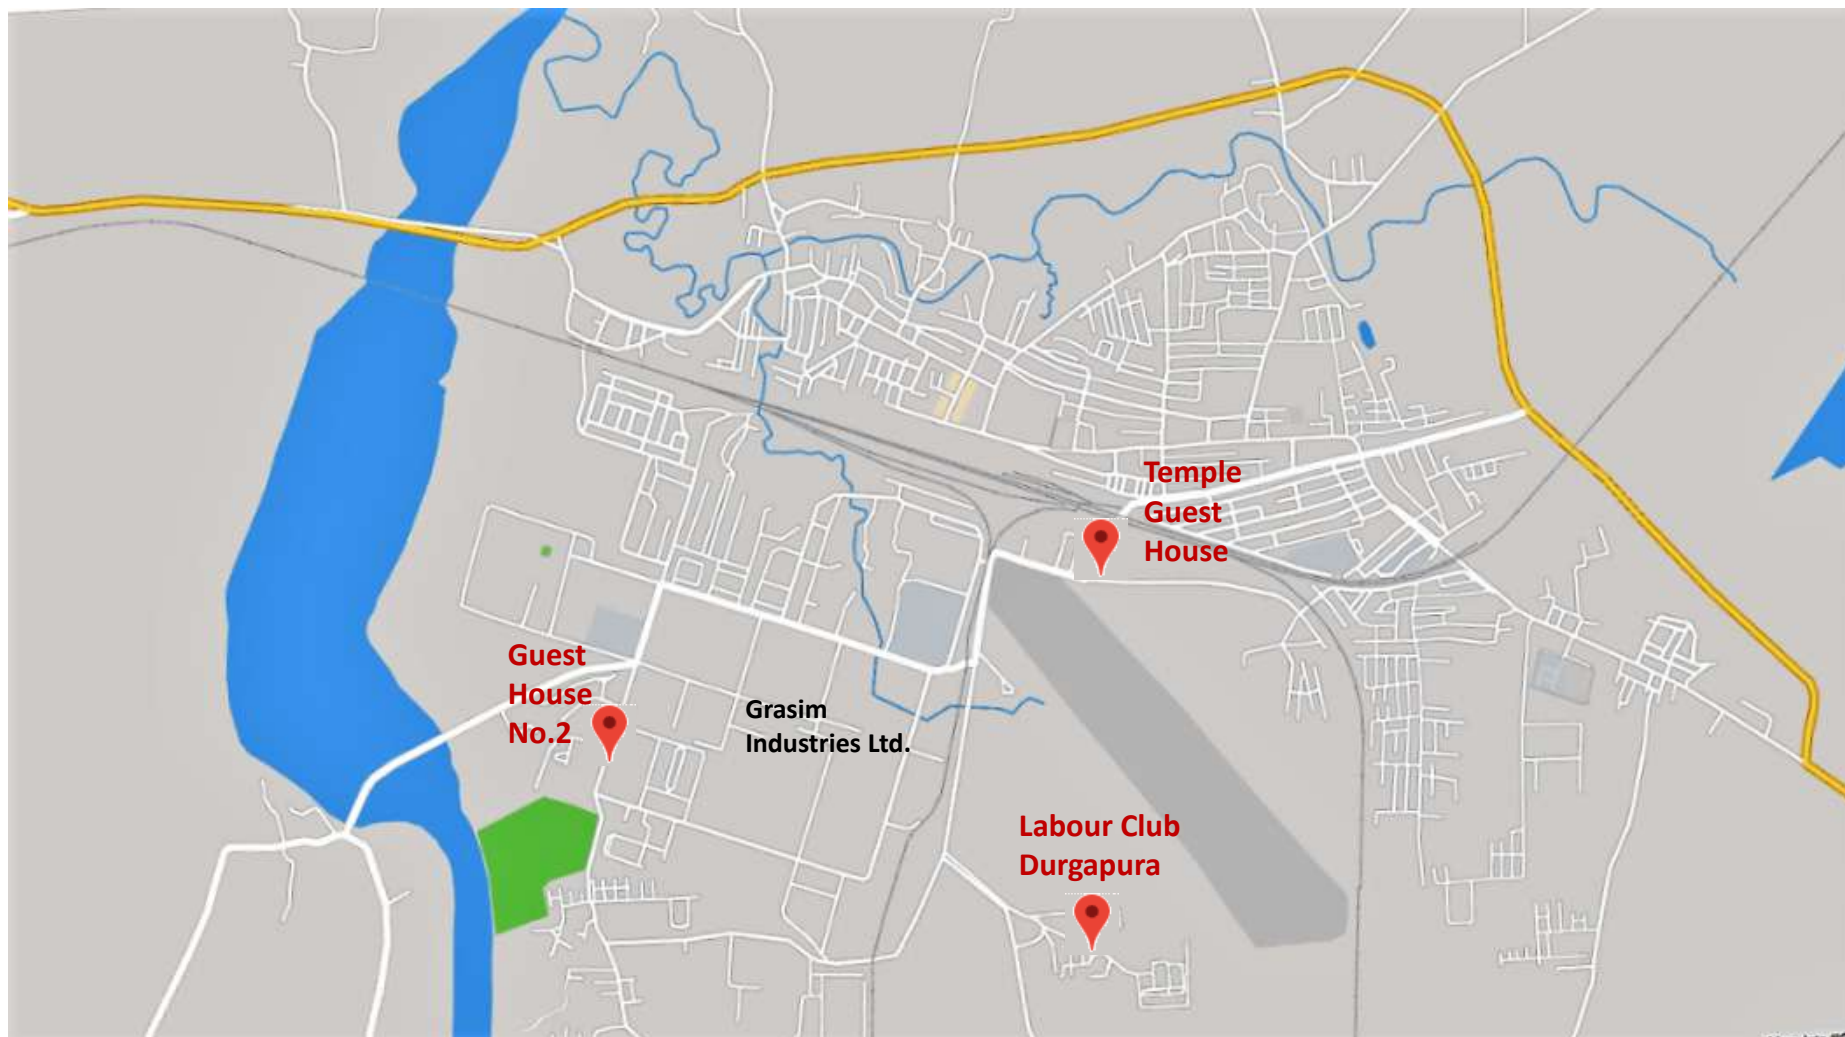 Temple
Guest
House
Guest
House
No.2
Grasim
Industries Ltd.
Labour Club
Durgapura